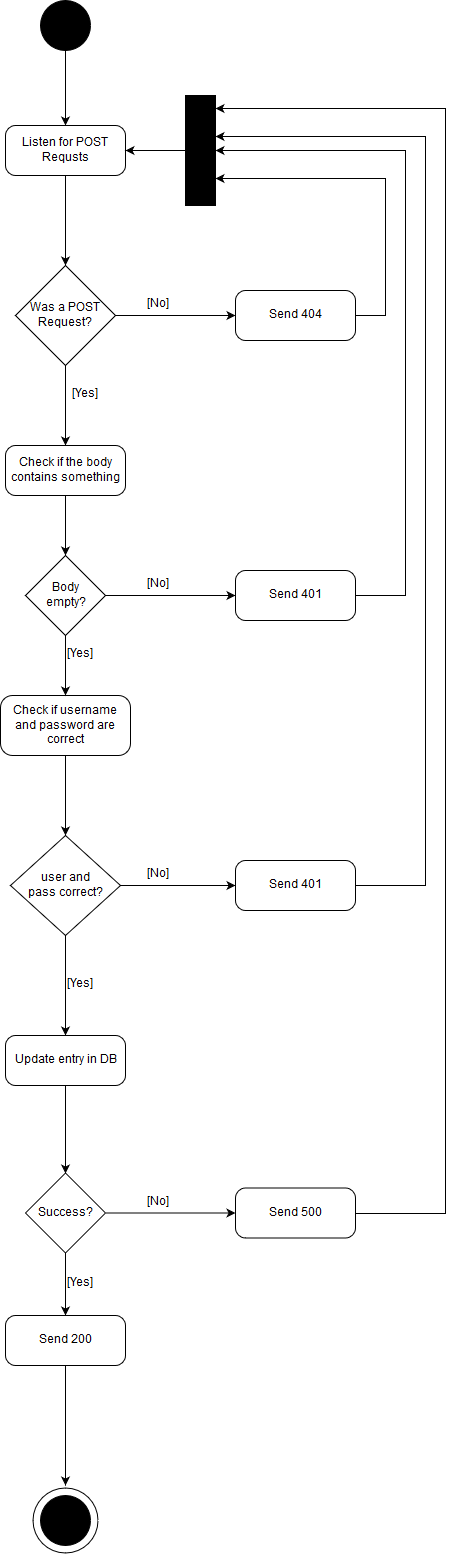 Listen for POST
Requsts
Was a POST
Request?
[No]
Send 404
[Yes]
Check if the body
contains something
Body
empty?
[No]
Send 401
[Yes]
Check if username
and password are
correct
user and
pass correct?
[No]
Send 401
[Yes]
Update entry in DB
Success?
[No]
Send 500
[Yes]
Send 200